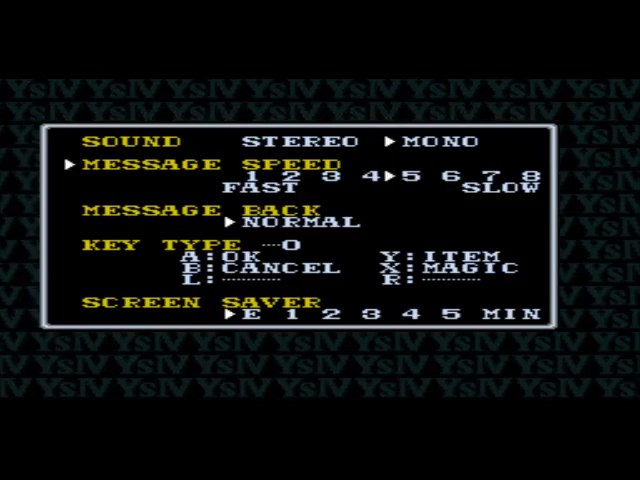 SOUND STEREO ▶MONO
▶MESSAGE SPEED
1 2 3 4▶5 6 7 8
FAST SLOW
MESSAGE BACK
▶NORMAL
KEY TYPE ----0
A:OK Y:ITEM
B:CANCEL X:MAGIC
L:---------- R:----------
SCREEN SAVER
▶E 1 2 3 4 5 MIN